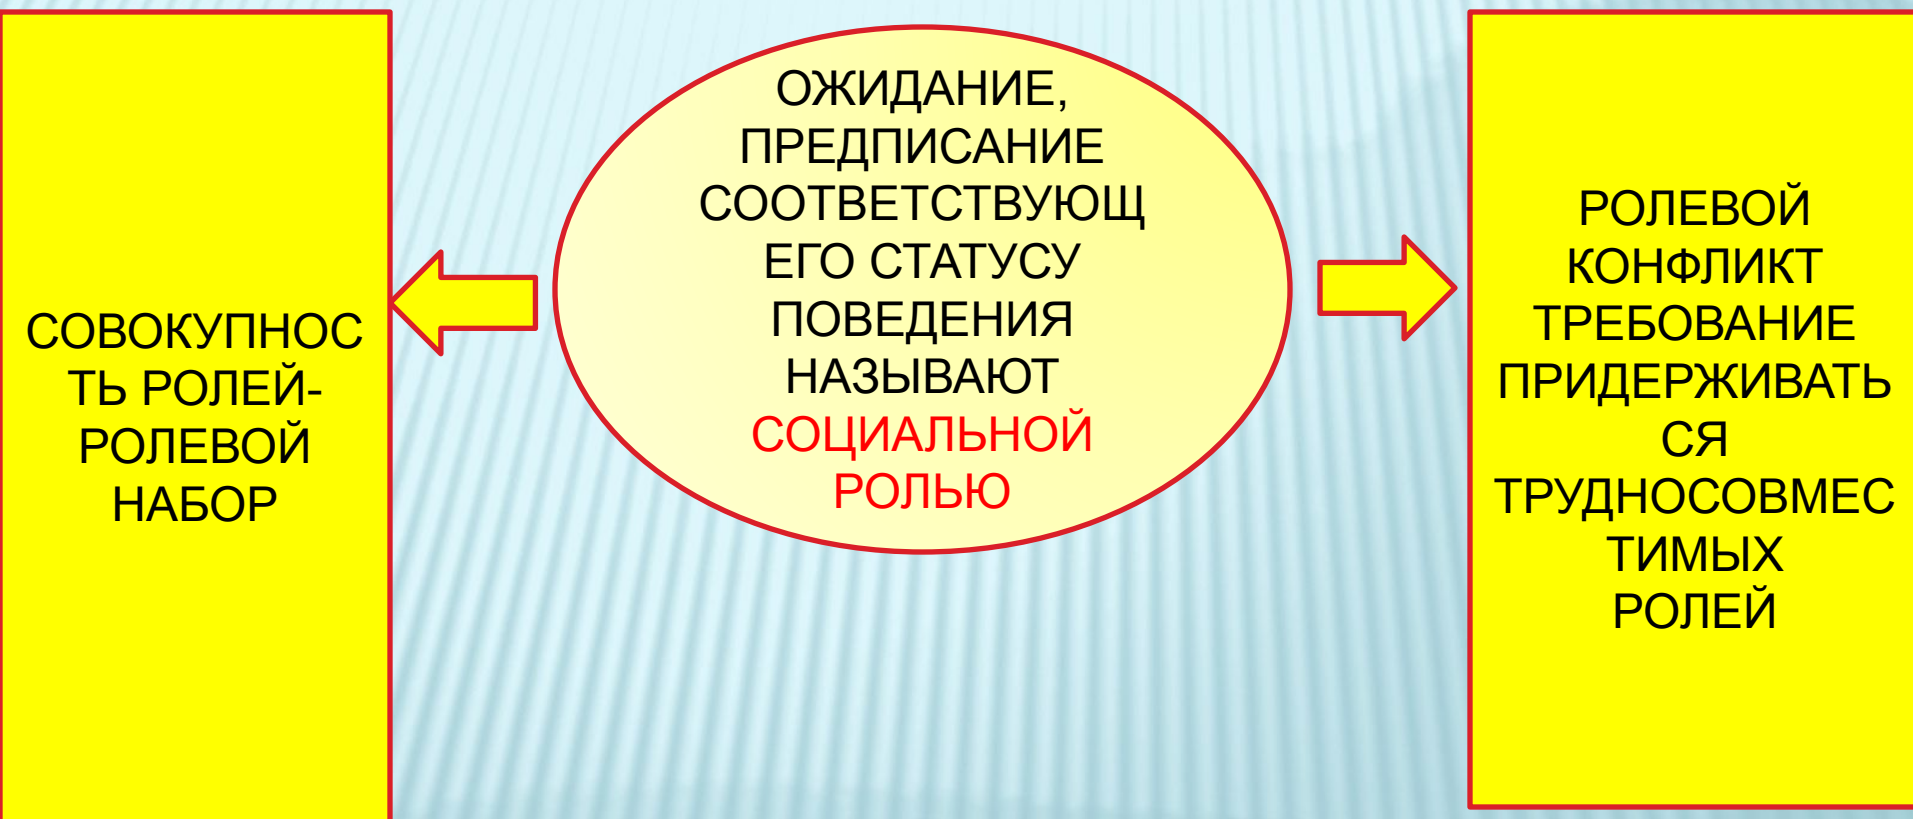 СОВОКУПНОС
ТЬ РОЛЕЙ-
РОЛЕВОЙ
НАБОР
ОЖИДАНИЕ,
ПРЕДПИСАНИЕ
СООТВЕТСТВУЮЩ
ЕГО СТАТУСУ
ПОВЕДЕНИЯ
НАЗЫВАЮТ
СОЦИАЛЬНОЙ
РОЛЬЮ
РОЛЕВОЙ
КОНФЛИКТ
ТРЕБОВАНИЕ
ПРИДЕРЖИВАТЬ
СЯ
ТРУДНОСОВМЕС
ТИМЫХ
РОЛЕЙ